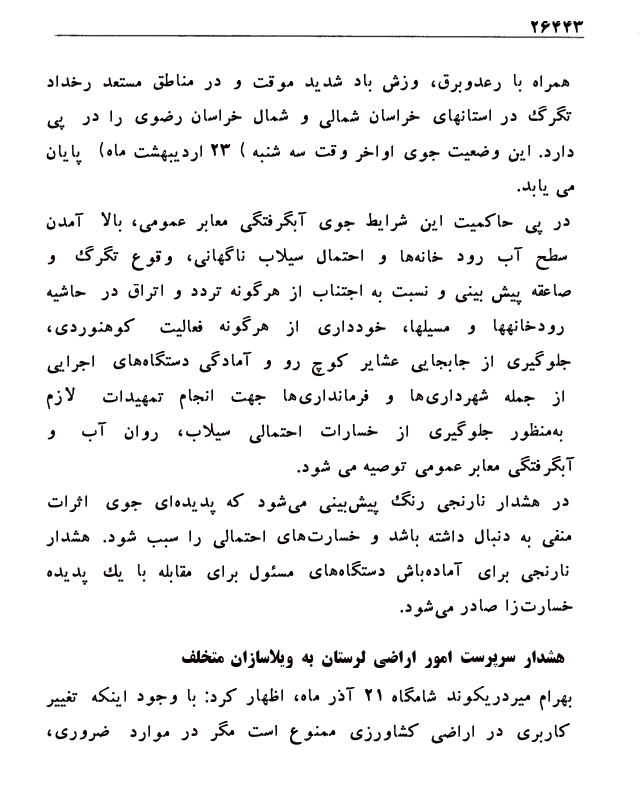 ۲۶۴۴۳
همراه با رعدوبرق، وزش باد شدید موقت و در مناطق مستعد رخداد
تگرگ در استانهای خراسان شمالی و شمال خراسان رضوی را در پی
دارد. این وضعیت جوی اواخر وقت سه شنبه ) ۲۳ اردیبهشت ماه) پایان
می یابد.
در پی حاکمیت این شرایط جوی آبگرفتگی معابر عمومی، بالا آمدن
سطح آب رود خانه‌ها و احتمال سیلاب ناگهانی، وقوع تگرگ و
صاعقه پیش بینی و نسبت به اجتناب از هرگونه تردد و اتراق در حاشیه
رودخانهها و مسیلها، خودداری از هرگونه فعالیت کوهنوردی،
جلوگیری از جابجایی عشایر کوچ رو و آمادگی دستگاه‌های اجرایی
از جمله شهرداری‌ها و فرمانداری‌ها جهت انجام تمهیدات لازم
به‌منظور جلوگیری از خسارات احتمالی سیلاب، روان آب و
آبگرفتگی معابر عمومی توصیه می شود.
در هشدار نارنجی رنگ پیش‌بینی می‌شود که پدیده‌ای جوی اثرات
منفی به دنبال داشته باشد و خسارت‌های احتمالی را سبب شود. هشدار
نارنجی برای آماده‌باش دستگاه‌های مسئول برای مقابله با یك پدیده
خسارت‌زا صادر می‌شود.
هشدار سرپرست امور اراضی لرستان به ویلاسازان متخلف
بهرام میردریکوند شامگاه ۲۱ آذر ماه، اظهار کرد: با وجود اینکه تغییر
کاربری در اراضی کشاورزی ممنوع است مگر در موارد ضروری،